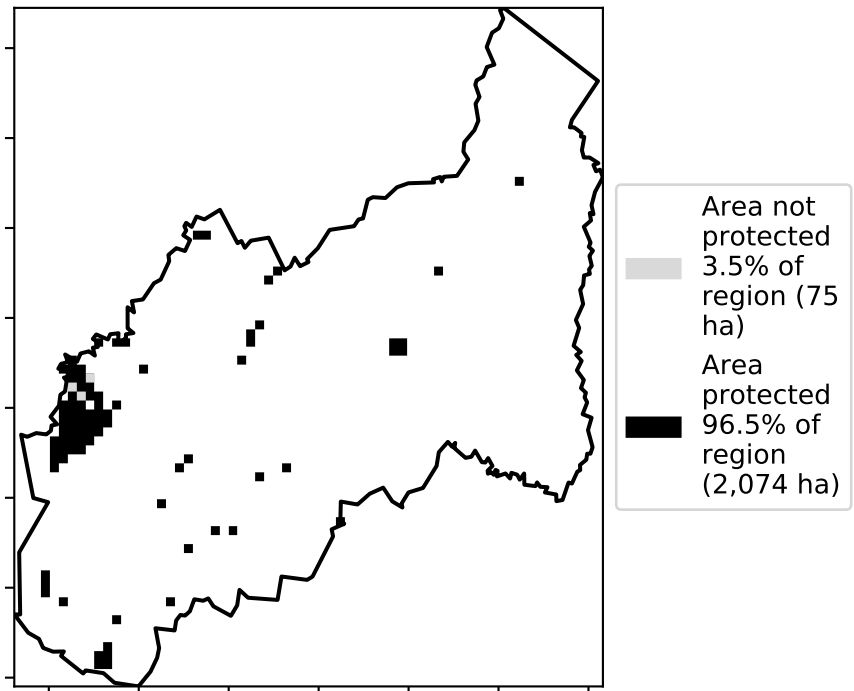 Area not
protected
3.5% of
region (75
ha)
Area
protected
96.5% of
region
(2,074 ha)